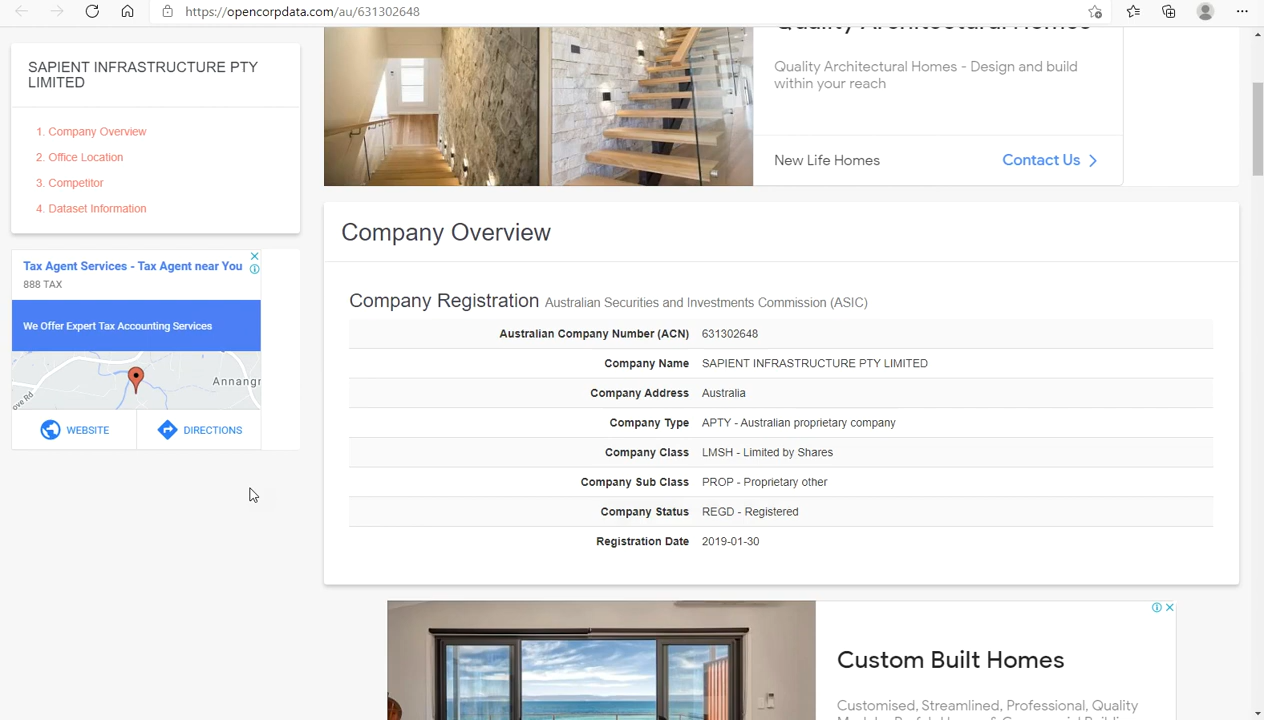 https://opencorpdata.com/au/631302648
SAPIENT INFRASTRUCTURE PTY
LIMITED
1. Company Overview
2. Office Location
3. Competitor
4. Dataset Information
Tax Agent Services - Tax Agent near You
888 TAX
We Offer Expert Tax Accounting Services
ove Rd
Annangr
WEBSITE
DIRECTIONS
Quality Architectural Homes
Quality Architectural Homes - Design and build
within your reach
New Life Homes
Contact Us
Company Overview
Company Registration Australian Securities and Investments Commission (ASIC)
Australian Company Number (ACN) 631302648
Company Name SAPIENT INFRASTRUCTURE PTY LIMITED
Company Address Australia
Company Type APTY - Australian proprietary company
Company Class LMSH - Limited by Shares
Company Sub Class PROP - Proprietary other
Company Status REGD - Registered
Registration Date 2019-01-30
Custom Built Homes
Customised, Streamlined, Professional, Quality